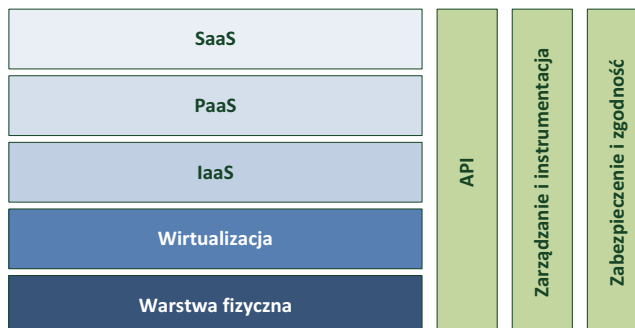 SaaS
PaaS
IaaS
Wirtualizacja
Warstwa fizyczna
API
Zarządzanie i instrumentacja
Zabezpieczenie i zgodność